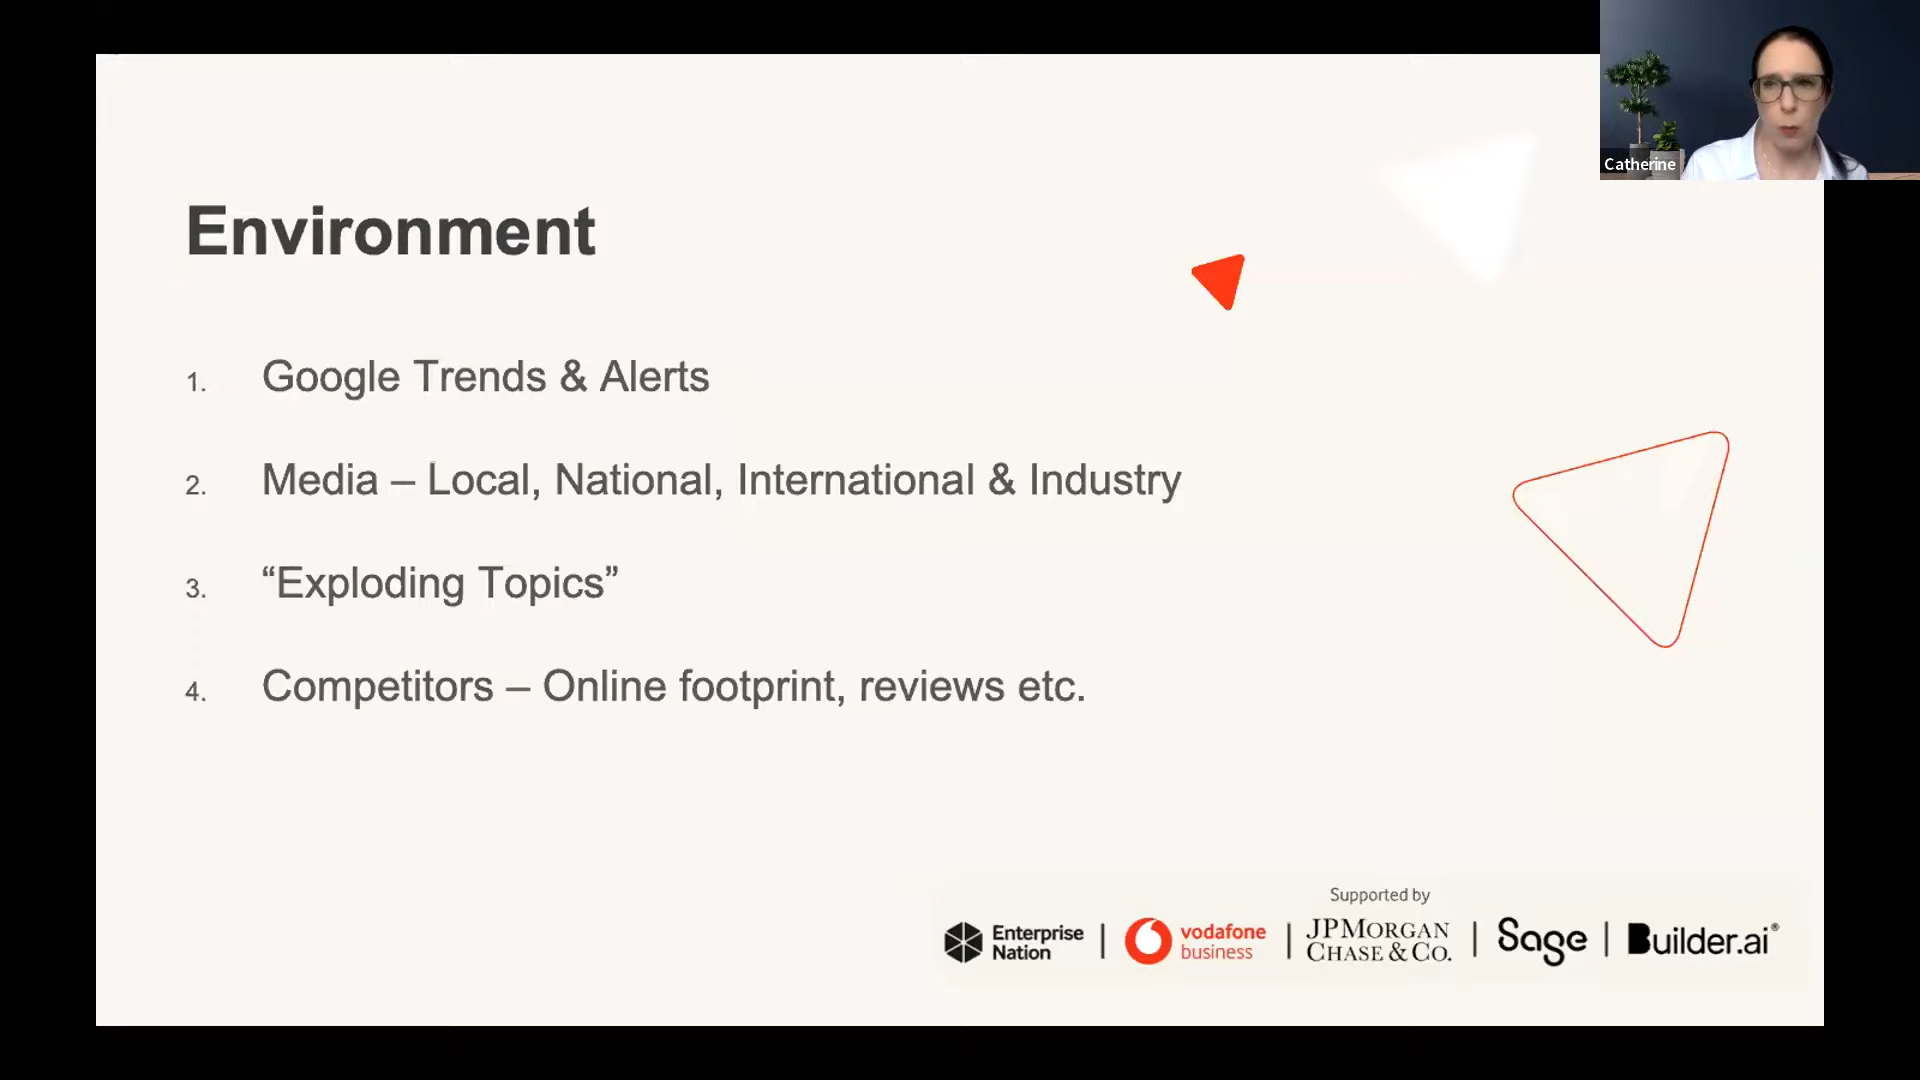 Catherine
Environment
1. Google Trends & Alerts
2. Media – Local, National, International & Industry
3. “Exploding Topics”
4. Competitors – Online footprint, reviews etc.
Supported by
Enterprise Nation | vodafone business | JPMORGAN CHASE & CO. | Sage | Builder.ai®